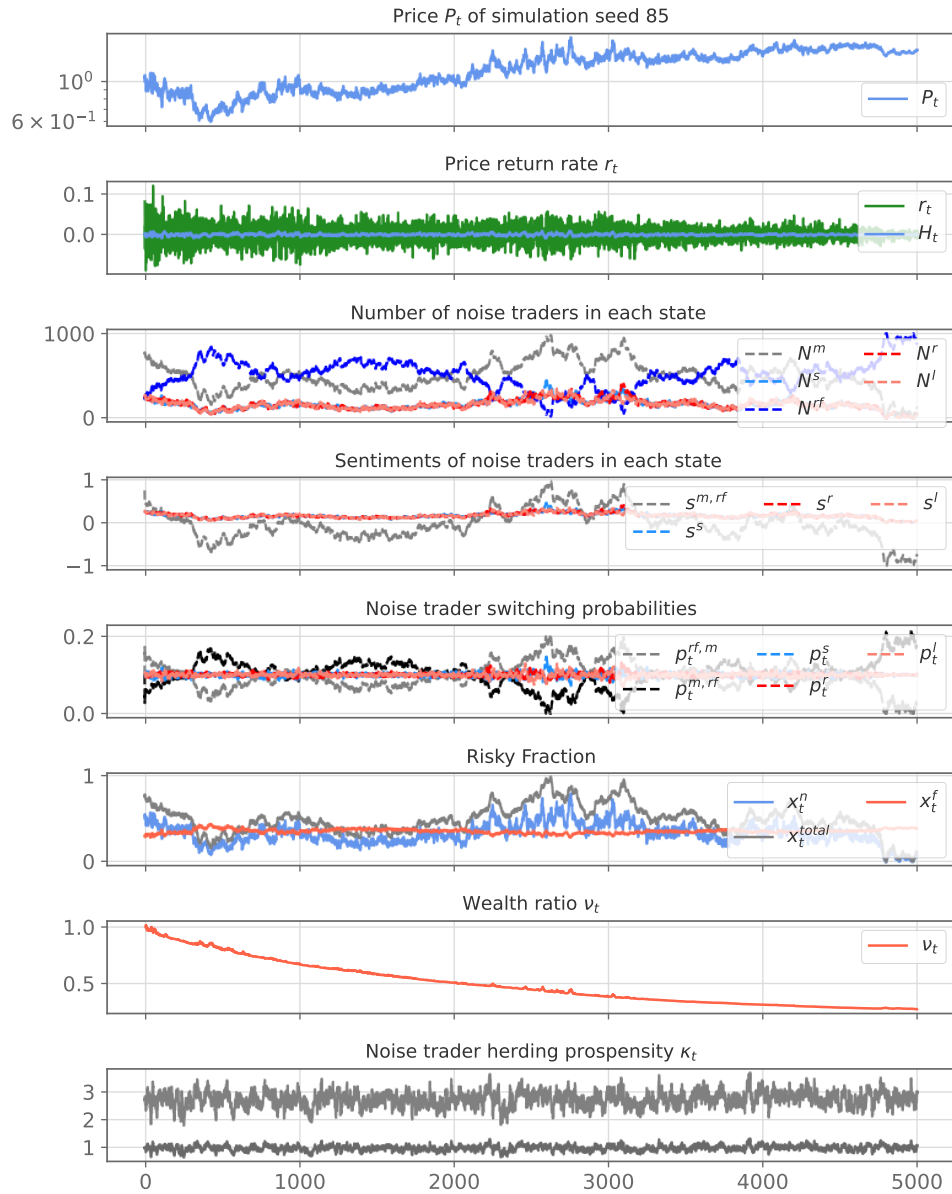 Price P_t of simulation seed 85
10^0
6 × 10^{-1}
P_t
Price return rate r_t
0.1
0.0
r_t
H_t
Number of noise traders in each state
1000
0
N^m
N^s
N^{rf}
N^r
N^l
Sentiments of noise traders in each state
1
0
−1
s^{m,rf}
s^s
s^r
s^l
Noise trader switching probabilities
0.2
0.0
p_t^{rf,m}
p_t^{m,rf}
p_t^s
p_t^r
p_t^l
Risky Fraction
1
0
x_t^n
x_t^{total}
x_t^f
Wealth ratio ν_t
1.0
0.5
ν_t
Noise trader herding prospensity κ_t
3
2
1
0 1000 2000 3000 4000 5000